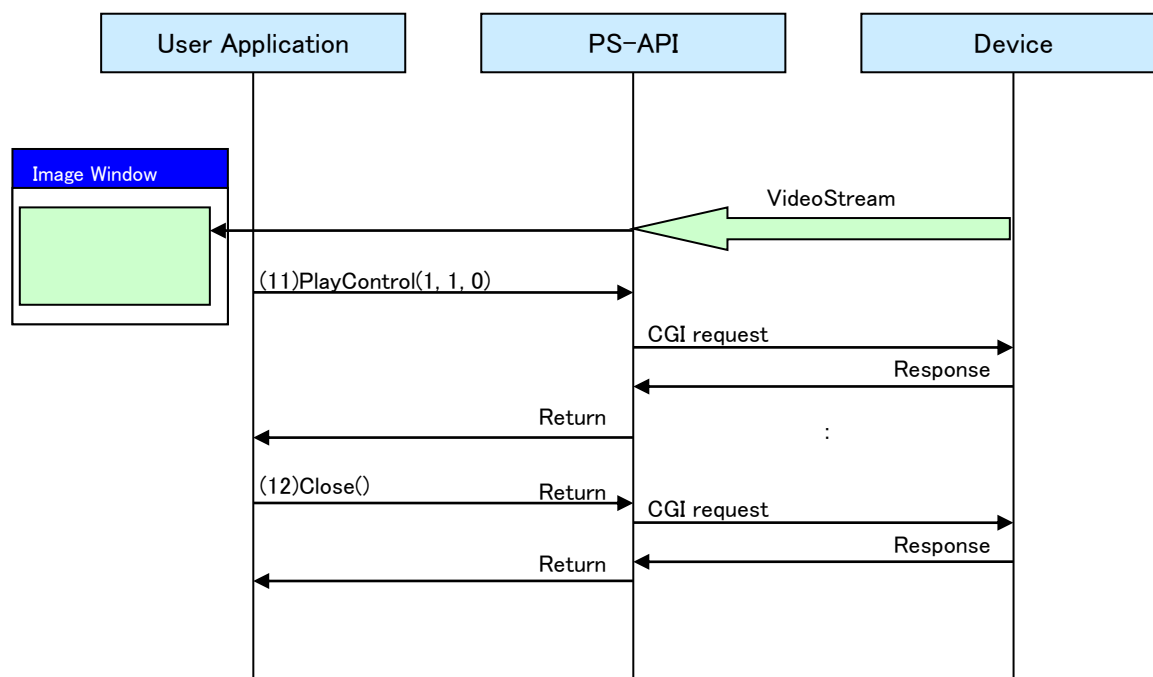 User Application
PS-API
Device
Image Window
VideoStream
(11)PlayControl(1, 1, 0)
CGI request
Response
Return
:
(12)Close()
Return
CGI request
Response
Return